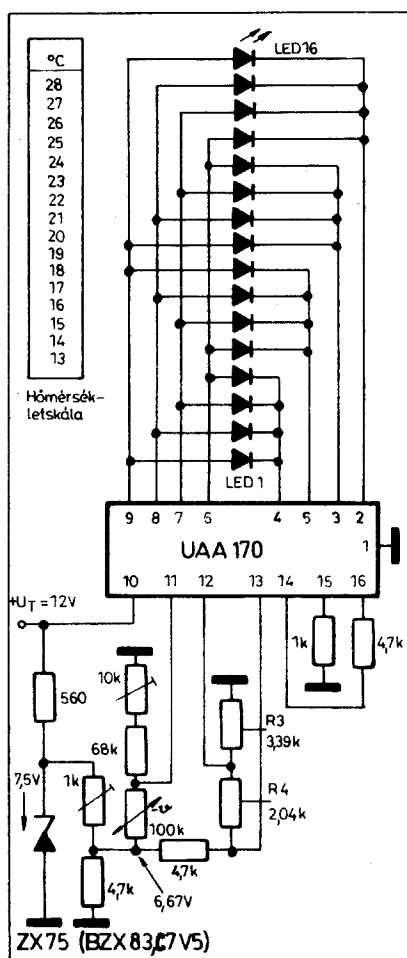 °C
28
27
26
25
24
23
22
21
20
19
18
17
16
15
14
13
Hőmérsék-
letskála
LED 16
LED 1
9 8 7 6 4 5 3 2
UAA 170
1
10 11 12 13 14 15 16
+U_T = 12V
560
7,5V
1k
4,7k
10k
68k
-ϑ
100k
6,67V
4,7k
R3
3,39k
R4
2,04k
1k
4,7k
ZX75 (BZX 83,C7V5)